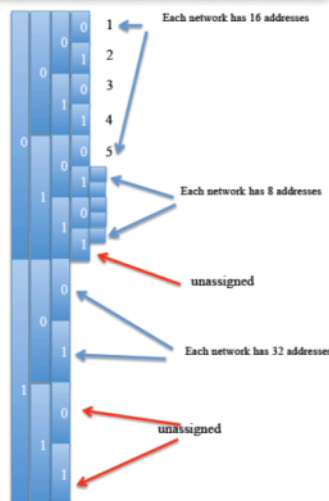 Each network has 16 addresses
0 0 0 0 1
1 2
1 0 3
1 4
1 0 0 5
1
Each network has 8 addresses
1 0
1
unassigned
1 0 0
1
Each network has 32 addresses
1 0
unassigned
1